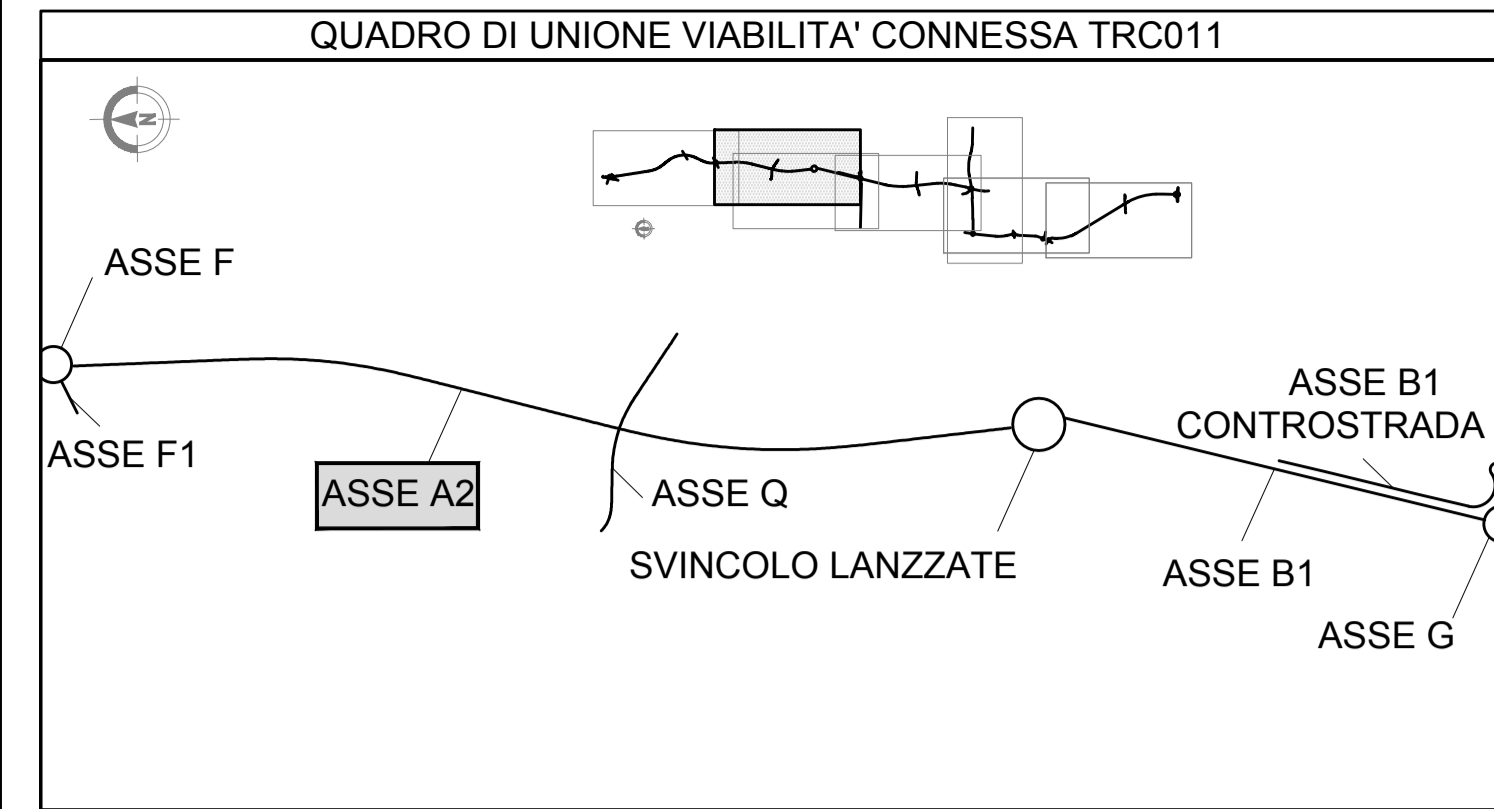 QUADRO DI UNIONE VIABILITA' CONNESSA TRC011
N
ASSE F
ASSE F1
ASSE A2
ASSE Q
SVINCOLO LANZZATE
ASSE B1
CONTROSTRADA
ASSE B1
ASSE G